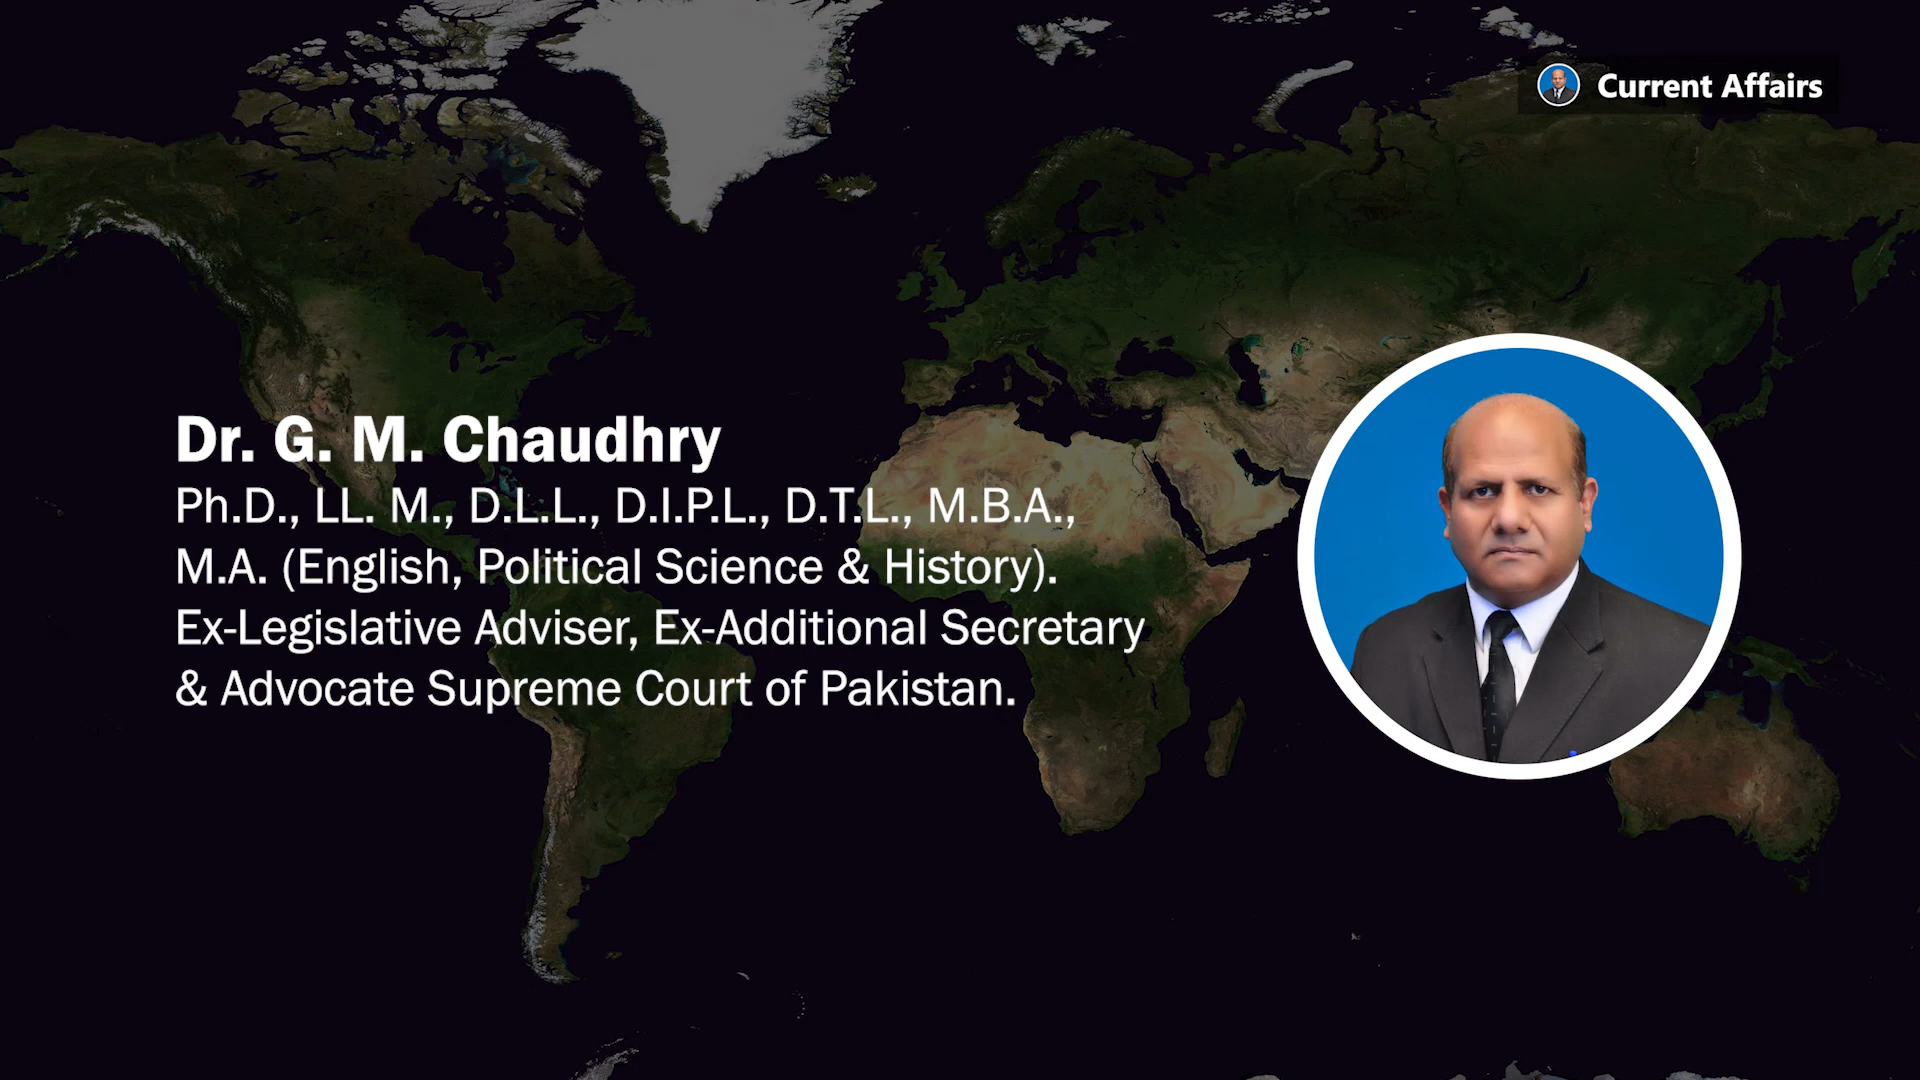 Current Affairs
Dr. G. M. Chaudhry
Ph.D., LL. M., D.L.L., D.I.P.L., D.T.L., M.B.A.,
M.A. (English, Political Science & History).
Ex-Legislative Adviser, Ex-Additional Secretary
& Advocate Supreme Court of Pakistan.